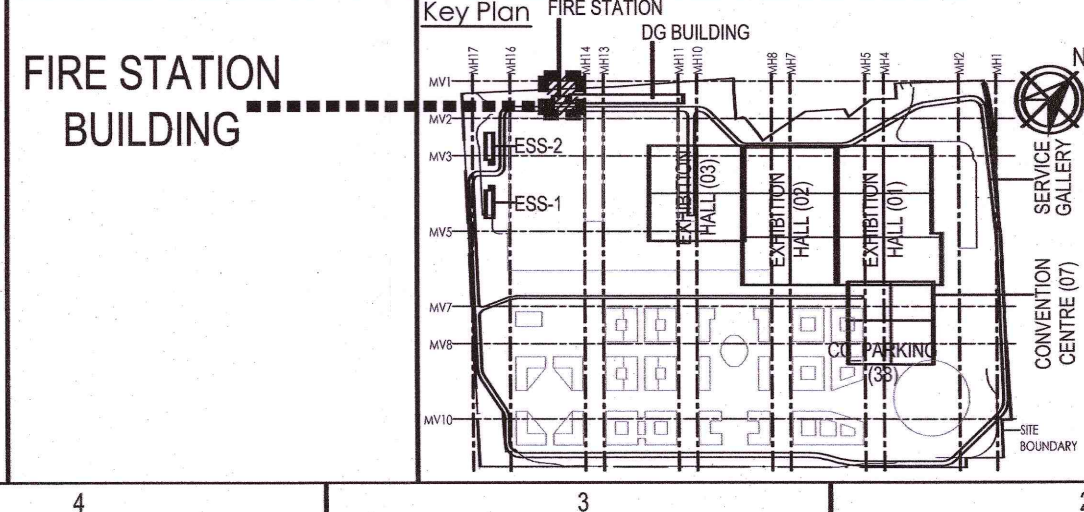 Key Plan
FIRE STATION
DG BUILDING
FIRE STATION
BUILDING
MH17
MH16
MH14
MH13
MH11
MH10
MH8
MH7
MH5
MH4
MH2
MH1
N
MV1
MV2
MV3
MV5
MV7
MV8
MV10
ESS-2
ESS-1
EXHIBITION
HALL (03)
EXHIBITION
HALL (02)
EXHIBITION
HALL (01)
SERVICE
GALLERY
CONVENTION
CENTRE (07)
CC PARKING
(38)
SITE
BOUNDARY
4
3
2